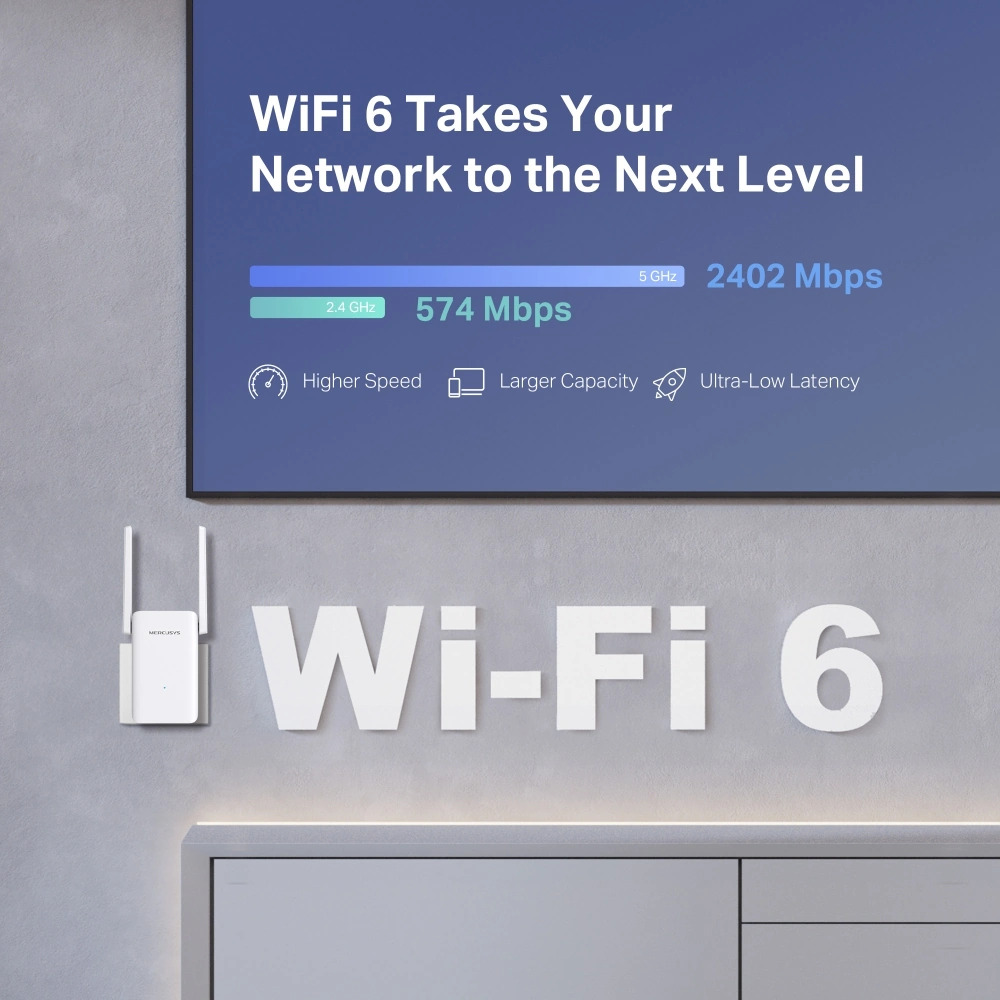 WiFi 6 Takes Your
Network to the Next Level
5 GHz 2402 Mbps
2.4 GHz 574 Mbps
Higher Speed Larger Capacity Ultra-Low Latency
MERCUSYS
Wi-Fi 6